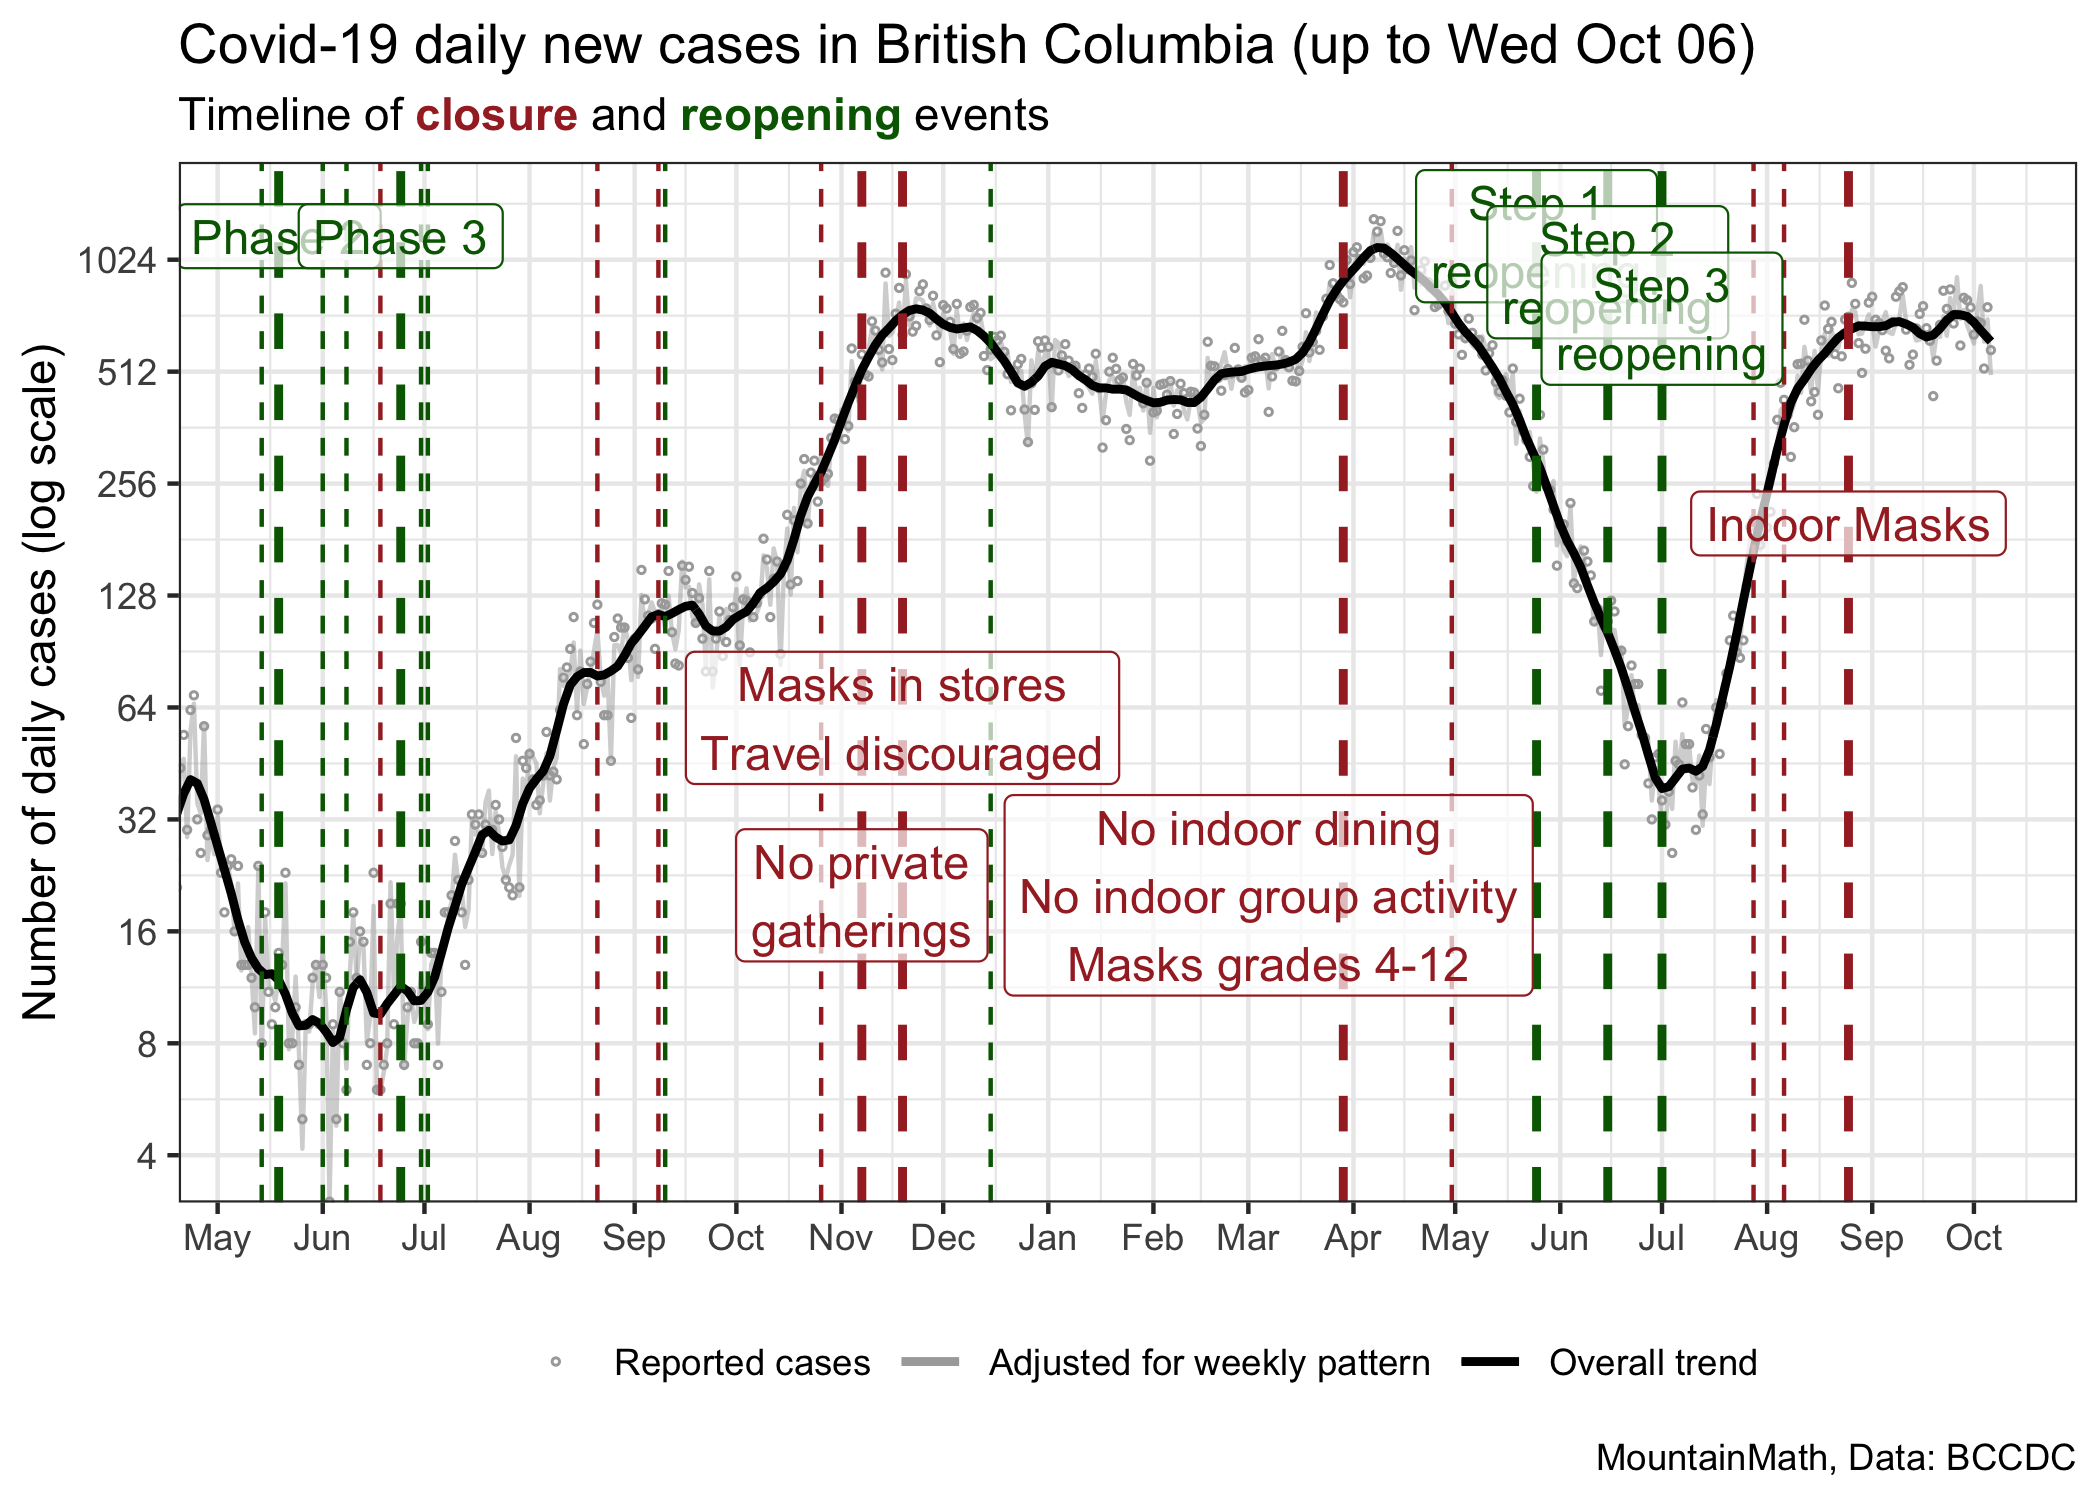 Covid-19 daily new cases in British Columbia (up to Wed Oct 06)
Timeline of closure and reopening events
Number of daily cases (log scale)
1024
512
256
128
64
32
16
8
4
Phase 2
Phase 3
Step 1
reopening
Step 2
reopening
Step 3
reopening
Indoor Masks
Masks in stores
Travel discouraged
No private
gatherings
No indoor dining
No indoor group activity
Masks grades 4-12
May Jun Jul Aug Sep Oct Nov Dec Jan Feb Mar Apr May Jun Jul Aug Sep Oct
Reported cases Adjusted for weekly pattern Overall trend
MountainMath, Data: BCCDC